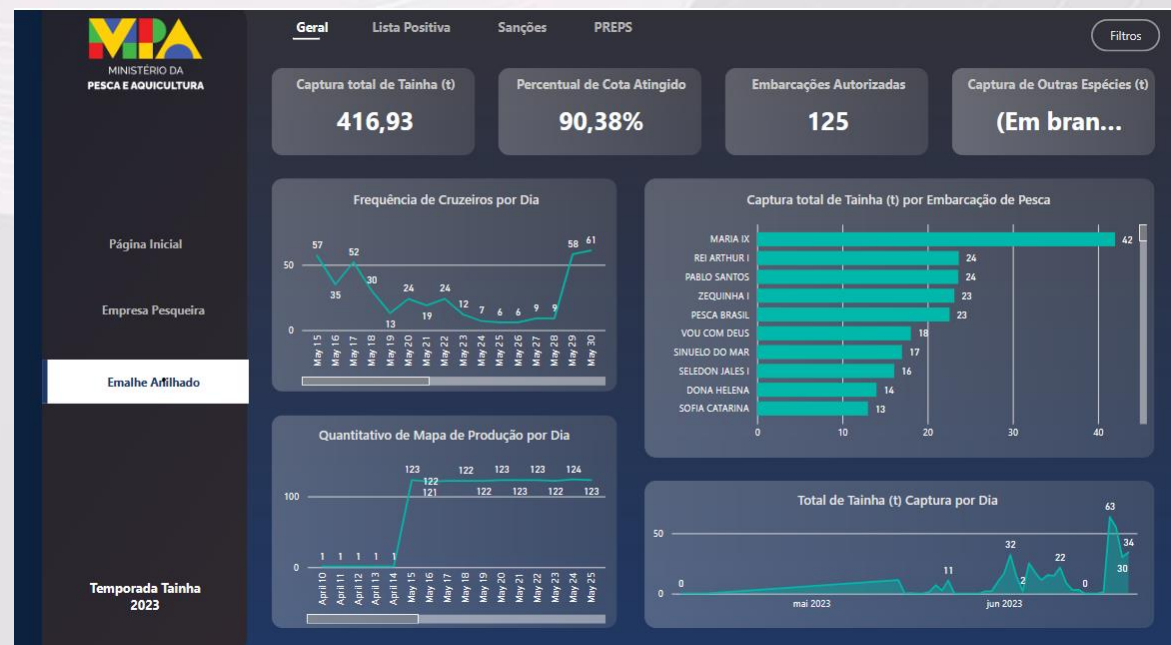 MPA
MINISTÉRIO DA
PESCA E AQUICULTURA
Geral Lista Positiva Sanções PREPS
Filtros
Captura total de Tainha (t)
416,93
Percentual de Cota Atingido
90,38%
Embarcações Autorizadas
125
Captura de Outras Espécies (t)
(Em bran...
Página Inicial
Empresa Pesqueira
Emalhe Anilhado
Temporada Tainha
2023
Frequência de Cruzeiros por Dia
50
0
57
35
52
30
13
24
19
24
12
7
6
6
9
9
58
61
May 15
May 16
May 17
May 18
May 19
May 20
May 21
May 22
May 23
May 24
May 25
May 26
May 27
May 28
May 29
May 30
Captura total de Tainha (t) por Embarcação de Pesca
MARIA IX 42
REI ARTHUR I 24
PABLO SANTOS 24
ZEQUINHA I 23
PESCA BRASIL 23
VOU COM DEUS 18
SINUELO DO MAR 17
SELEDON JALES I 16
DONA HELENA 14
SOFIA CATARINA 13
0 10 20 30 40
Quantitativo de Mapa de Produção por Dia
100
0
1 1 1 1 1
123 122 123 123 124
122
121 122 123 122 123
April 10
April 11
April 12
April 13
April 14
May 15
May 16
May 17
May 18
May 19
May 20
May 21
May 22
May 23
May 24
May 25
Total de Tainha (t) Captura por Dia
50
0
0
11
32
2
22
0
63
34
30
mai 2023 jun 2023